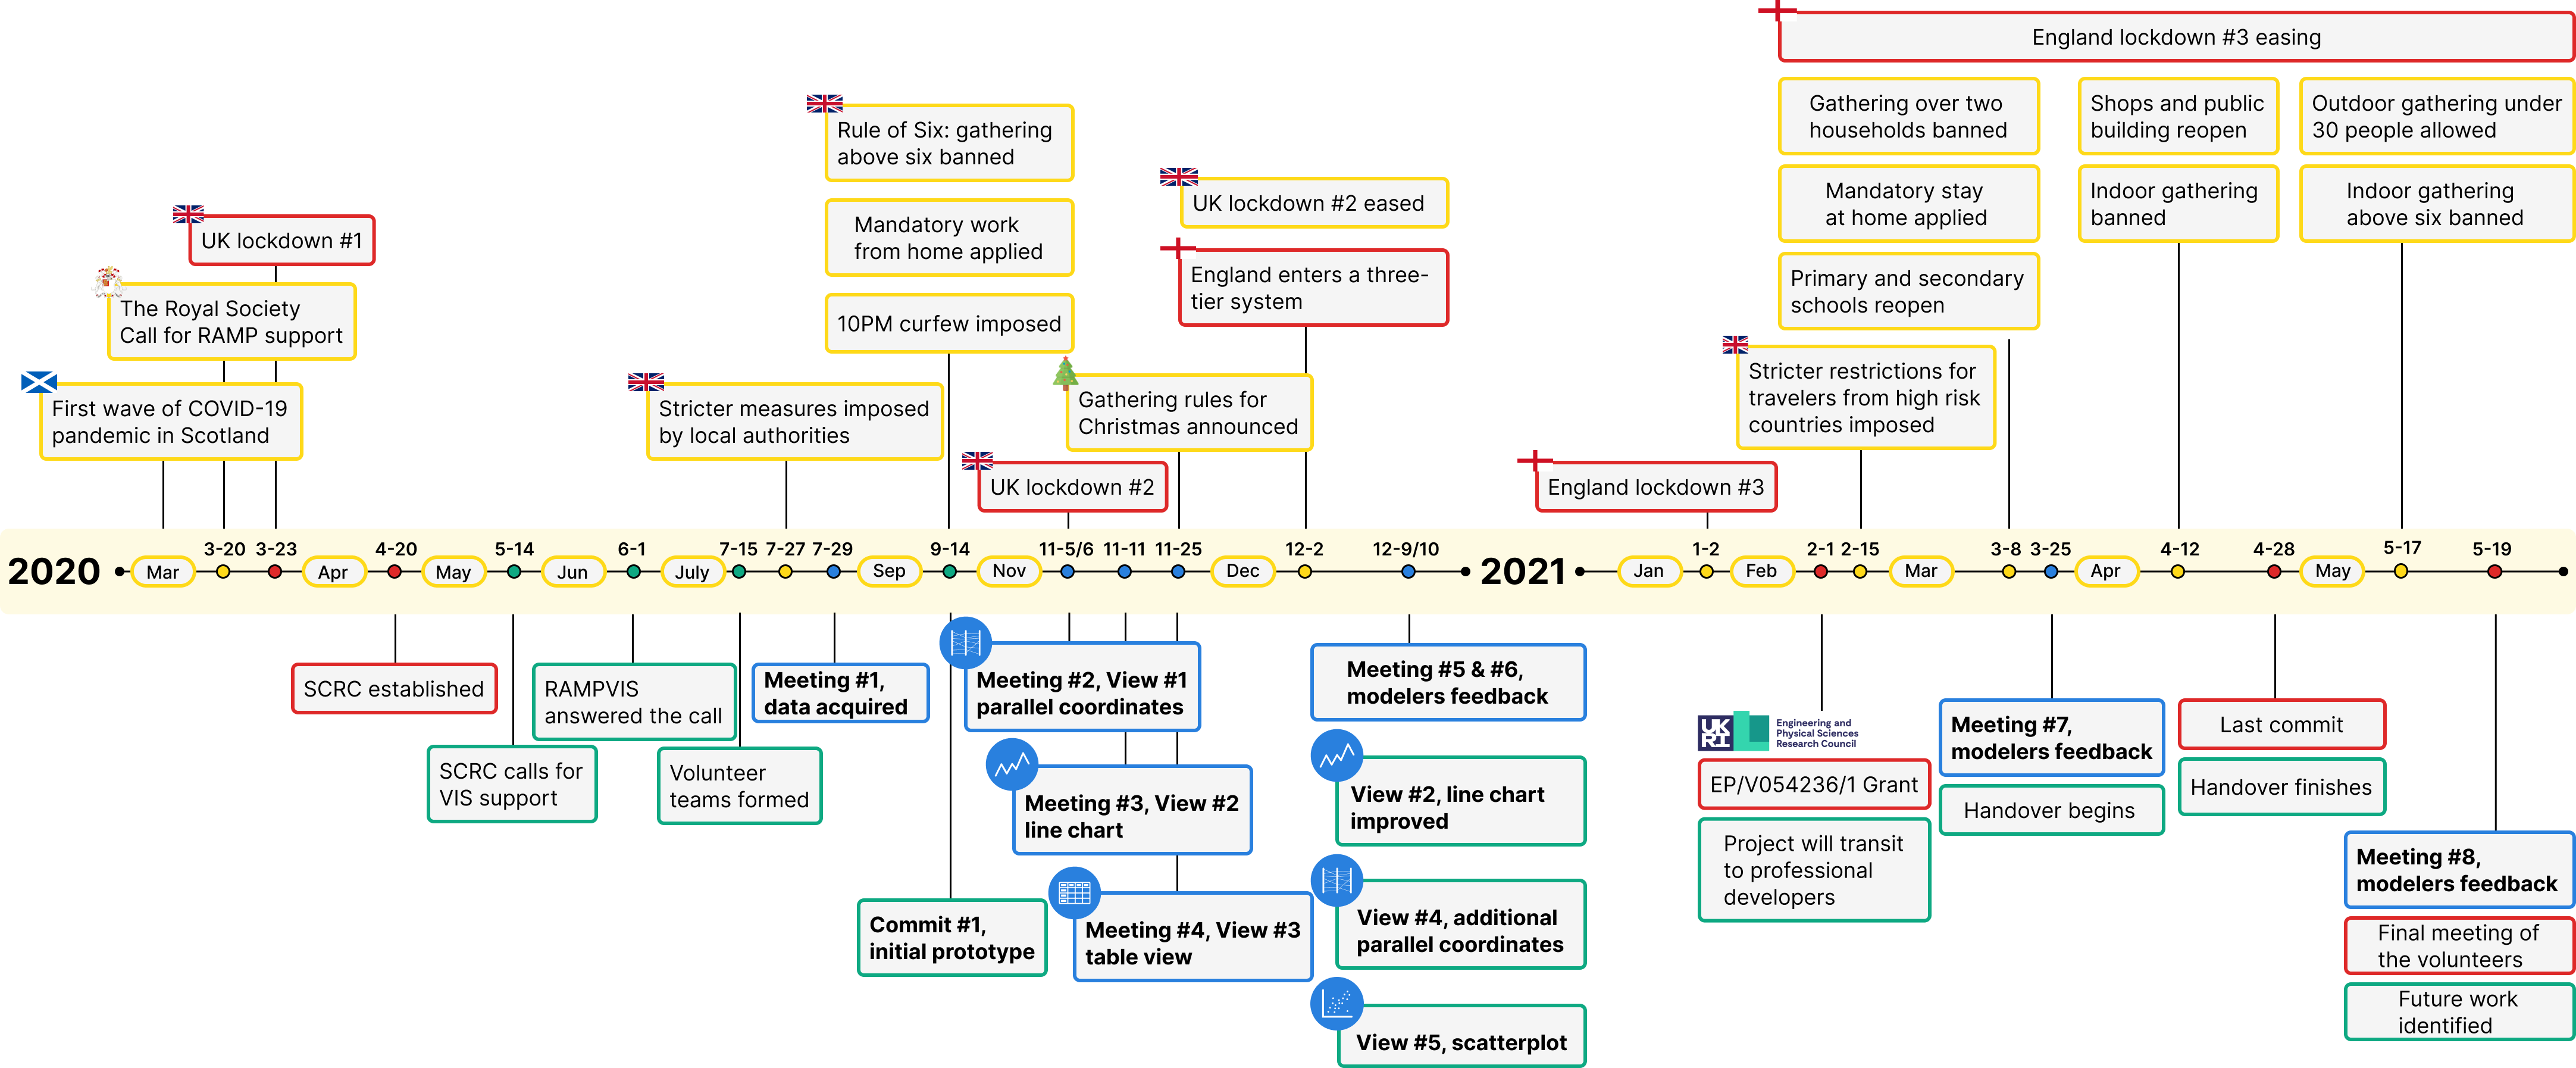 England lockdown #3 easing
Gathering over two
households banned
Shops and public
building reopen
Outdoor gathering under
30 people allowed
Rule of Six: gathering
above six banned
Mandatory stay
at home applied
Indoor gathering
banned
Indoor gathering
above six banned
UK lockdown #2 eased
UK lockdown #1
Mandatory work
from home applied
England enters a three-
tier system
Primary and secondary
schools reopen
The Royal Society
Call for RAMP support
10PM curfew imposed
Stricter restrictions for
travelers from high risk
countries imposed
First wave of COVID-19
pandemic in Scotland
Stricter measures imposed
by local authorities
Gathering rules for
Christmas announced
UK lockdown #2
England lockdown #3
3-20 3-23 4-20 5-14 6-1 7-15 7-27 7-29 9-14 11-5/6 11-11 11-25 12-2 12-9/10 1-2 2-1 2-15 3-8 3-25 4-12 4-28 5-17 5-19
2020 Mar Apr May Jun July Sep Nov Dec 2021 Jan Feb Mar Apr May
SCRC established
RAMPVIS
answered the call
Meeting #1,
data acquired
Meeting #2, View #1
parallel coordinates
Meeting #5 & #6,
modelers feedback
SCRC calls for
VIS support
Volunteer
teams formed
Meeting #3, View #2
line chart
View #2, line chart
improved
Commit #1,
initial prototype
Meeting #4, View #3
table view
View #4, additional
parallel coordinates
View #5, scatterplot
UK
RI
Engineering and
Physical Sciences
Research Council
EP/V054236/1 Grant
Project will transit
to professional
developers
Meeting #7,
modelers feedback
Handover begins
Last commit
Handover finishes
Meeting #8,
modelers feedback
Final meeting of
the volunteers
Future work
identified